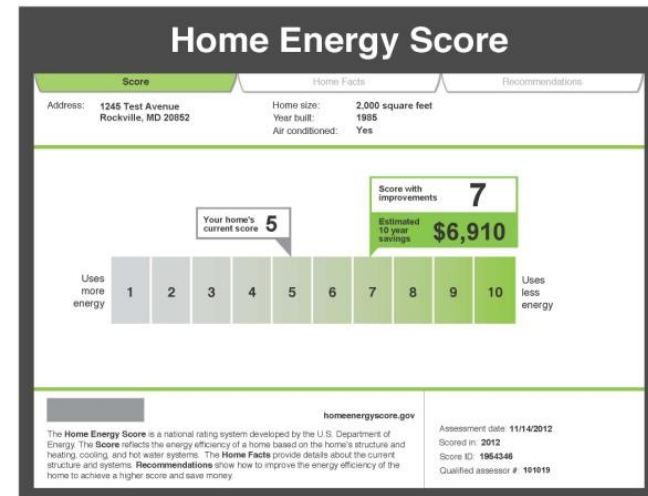 Home Energy Score
Score
Home Facts
Recommendations
Address: 1245 Test Avenue
Rockville, MD 20852
Home size: 2,000 square feet
Year built: 1985
Air conditioned: Yes
Score with improvements 7
Your home's current score 5
Estimated 10 year savings $6,910
Uses more energy
1 2 3 4 5 6 7 8 9 10
Uses less energy
homeenergyscore.gov
The Home Energy Score is a national rating system developed by the U.S. Department of
Energy. The Score reflects the energy efficiency of a home based on the home's structure and
heating, cooling, and hot water systems. The Home Facts provide details about the current
structure and systems. Recommendations show how to improve the energy efficiency of the
home to achieve a higher score and save money.
Assessment date: 11/14/2012
Scored in: 2012
Score ID: 1954346
Qualified assessor #: 101019